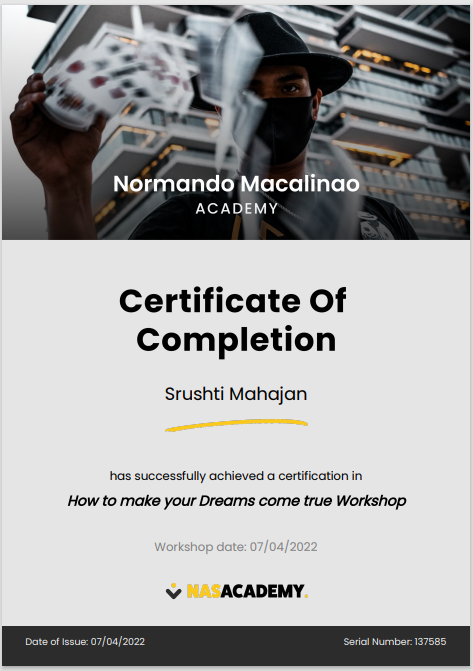 Normando Macalinao
ACADEMY
Certificate Of
Completion
Srushti Mahajan
has successfully achieved a certification in
How to make your Dreams come true Workshop
Workshop date: 07/04/2022
NASACADEMY.
Date of Issue: 07/04/2022
Serial Number: 137585